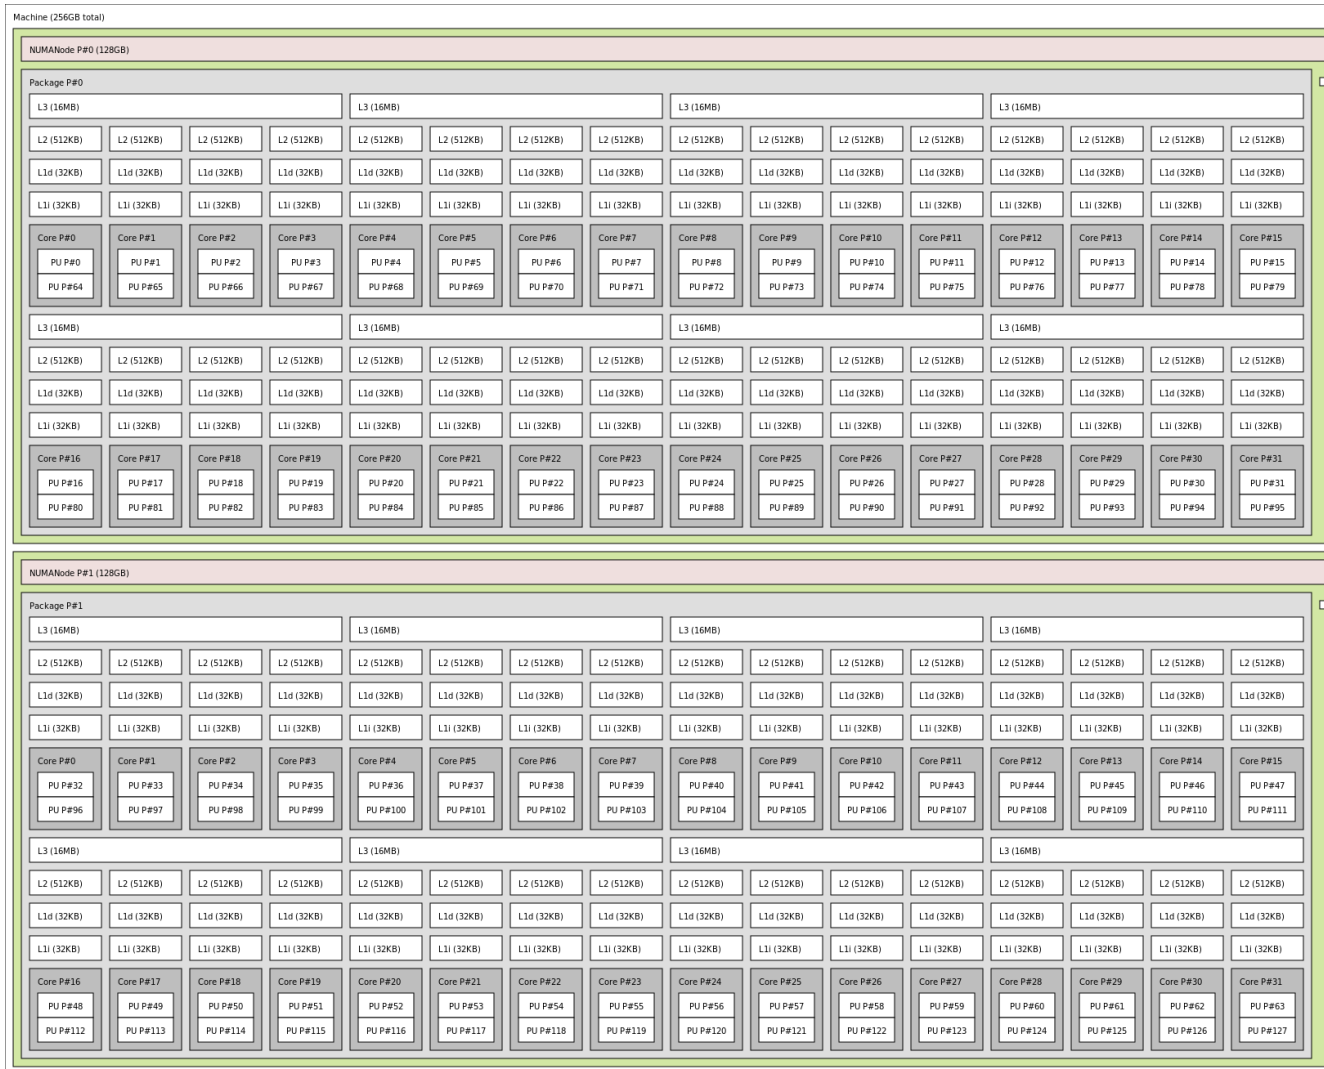 Machine (256GB total)
NUMANode P#0 (128GB)
Package P#0
L3 (16MB) L3 (16MB) L3 (16MB) L3 (16MB)
L2 (512KB) L2 (512KB) L2 (512KB) L2 (512KB) L2 (512KB) L2 (512KB) L2 (512KB) L2 (512KB) L2 (512KB) L2 (512KB) L2 (512KB) L2 (512KB) L2 (512KB) L2 (512KB) L2 (512KB) L2 (512KB)
L1d (32KB) L1d (32KB) L1d (32KB) L1d (32KB) L1d (32KB) L1d (32KB) L1d (32KB) L1d (32KB) L1d (32KB) L1d (32KB) L1d (32KB) L1d (32KB) L1d (32KB) L1d (32KB) L1d (32KB) L1d (32KB)
L1i (32KB) L1i (32KB) L1i (32KB) L1i (32KB) L1i (32KB) L1i (32KB) L1i (32KB) L1i (32KB) L1i (32KB) L1i (32KB) L1i (32KB) L1i (32KB) L1i (32KB) L1i (32KB) L1i (32KB) L1i (32KB)
Core P#0 Core P#1 Core P#2 Core P#3 Core P#4 Core P#5 Core P#6 Core P#7 Core P#8 Core P#9 Core P#10 Core P#11 Core P#12 Core P#13 Core P#14 Core P#15
PU P#0 PU P#1 PU P#2 PU P#3 PU P#4 PU P#5 PU P#6 PU P#7 PU P#8 PU P#9 PU P#10 PU P#11 PU P#12 PU P#13 PU P#14 PU P#15
PU P#64 PU P#65 PU P#66 PU P#67 PU P#68 PU P#69 PU P#70 PU P#71 PU P#72 PU P#73 PU P#74 PU P#75 PU P#76 PU P#77 PU P#78 PU P#79
L3 (16MB) L3 (16MB) L3 (16MB) L3 (16MB)
L2 (512KB) L2 (512KB) L2 (512KB) L2 (512KB) L2 (512KB) L2 (512KB) L2 (512KB) L2 (512KB) L2 (512KB) L2 (512KB) L2 (512KB) L2 (512KB) L2 (512KB) L2 (512KB) L2 (512KB) L2 (512KB)
L1d (32KB) L1d (32KB) L1d (32KB) L1d (32KB) L1d (32KB) L1d (32KB) L1d (32KB) L1d (32KB) L1d (32KB) L1d (32KB) L1d (32KB) L1d (32KB) L1d (32KB) L1d (32KB) L1d (32KB) L1d (32KB)
L1i (32KB) L1i (32KB) L1i (32KB) L1i (32KB) L1i (32KB) L1i (32KB) L1i (32KB) L1i (32KB) L1i (32KB) L1i (32KB) L1i (32KB) L1i (32KB) L1i (32KB) L1i (32KB) L1i (32KB) L1i (32KB)
Core P#16 Core P#17 Core P#18 Core P#19 Core P#20 Core P#21 Core P#22 Core P#23 Core P#24 Core P#25 Core P#26 Core P#27 Core P#28 Core P#29 Core P#30 Core P#31
PU P#16 PU P#17 PU P#18 PU P#19 PU P#20 PU P#21 PU P#22 PU P#23 PU P#24 PU P#25 PU P#26 PU P#27 PU P#28 PU P#29 PU P#30 PU P#31
PU P#80 PU P#81 PU P#82 PU P#83 PU P#84 PU P#85 PU P#86 PU P#87 PU P#88 PU P#89 PU P#90 PU P#91 PU P#92 PU P#93 PU P#94 PU P#95
NUMANode P#1 (128GB)
Package P#1
L3 (16MB) L3 (16MB) L3 (16MB) L3 (16MB)
L2 (512KB) L2 (512KB) L2 (512KB) L2 (512KB) L2 (512KB) L2 (512KB) L2 (512KB) L2 (512KB) L2 (512KB) L2 (512KB) L2 (512KB) L2 (512KB) L2 (512KB) L2 (512KB) L2 (512KB) L2 (512KB)
L1d (32KB) L1d (32KB) L1d (32KB) L1d (32KB) L1d (32KB) L1d (32KB) L1d (32KB) L1d (32KB) L1d (32KB) L1d (32KB) L1d (32KB) L1d (32KB) L1d (32KB) L1d (32KB) L1d (32KB) L1d (32KB)
L1i (32KB) L1i (32KB) L1i (32KB) L1i (32KB) L1i (32KB) L1i (32KB) L1i (32KB) L1i (32KB) L1i (32KB) L1i (32KB) L1i (32KB) L1i (32KB) L1i (32KB) L1i (32KB) L1i (32KB) L1i (32KB)
Core P#0 Core P#1 Core P#2 Core P#3 Core P#4 Core P#5 Core P#6 Core P#7 Core P#8 Core P#9 Core P#10 Core P#11 Core P#12 Core P#13 Core P#14 Core P#15
PU P#32 PU P#33 PU P#34 PU P#35 PU P#36 PU P#37 PU P#38 PU P#39 PU P#40 PU P#41 PU P#42 PU P#43 PU P#44 PU P#45 PU P#46 PU P#47
PU P#96 PU P#97 PU P#98 PU P#99 PU P#100 PU P#101 PU P#102 PU P#103 PU P#104 PU P#105 PU P#106 PU P#107 PU P#108 PU P#109 PU P#110 PU P#111
L3 (16MB) L3 (16MB) L3 (16MB) L3 (16MB)
L2 (512KB) L2 (512KB) L2 (512KB) L2 (512KB) L2 (512KB) L2 (512KB) L2 (512KB) L2 (512KB) L2 (512KB) L2 (512KB) L2 (512KB) L2 (512KB) L2 (512KB) L2 (512KB) L2 (512KB) L2 (512KB)
L1d (32KB) L1d (32KB) L1d (32KB) L1d (32KB) L1d (32KB) L1d (32KB) L1d (32KB) L1d (32KB) L1d (32KB) L1d (32KB) L1d (32KB) L1d (32KB) L1d (32KB) L1d (32KB) L1d (32KB) L1d (32KB)
L1i (32KB) L1i (32KB) L1i (32KB) L1i (32KB) L1i (32KB) L1i (32KB) L1i (32KB) L1i (32KB) L1i (32KB) L1i (32KB) L1i (32KB) L1i (32KB) L1i (32KB) L1i (32KB) L1i (32KB) L1i (32KB)
Core P#16 Core P#17 Core P#18 Core P#19 Core P#20 Core P#21 Core P#22 Core P#23 Core P#24 Core P#25 Core P#26 Core P#27 Core P#28 Core P#29 Core P#30 Core P#31
PU P#48 PU P#49 PU P#50 PU P#51 PU P#52 PU P#53 PU P#54 PU P#55 PU P#56 PU P#57 PU P#58 PU P#59 PU P#60 PU P#61 PU P#62 PU P#63
PU P#112 PU P#113 PU P#114 PU P#115 PU P#116 PU P#117 PU P#118 PU P#119 PU P#120 PU P#121 PU P#122 PU P#123 PU P#124 PU P#125 PU P#126 PU P#127